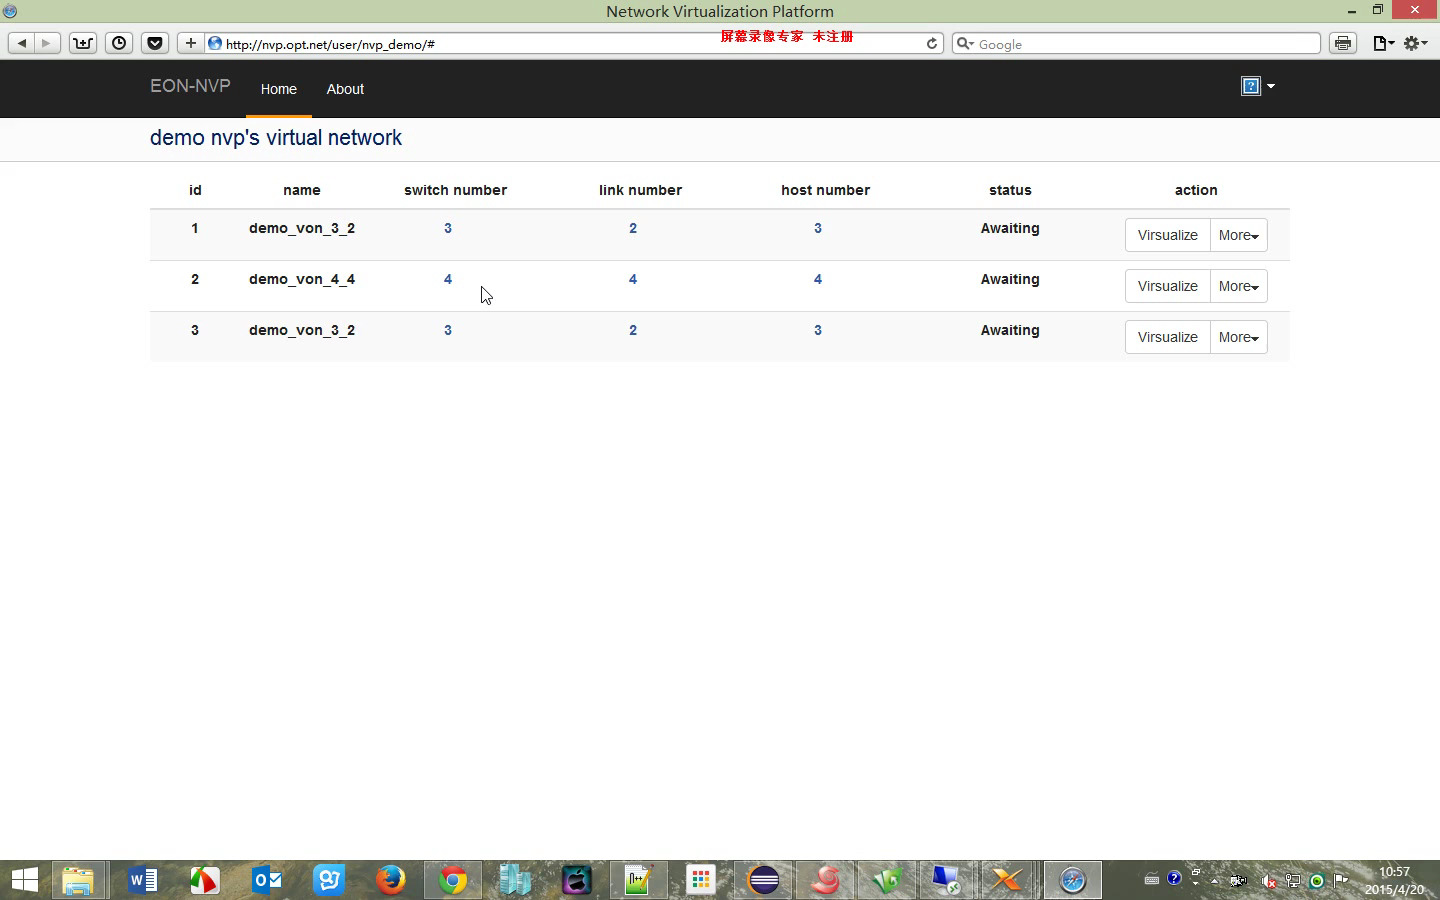 Network Virtualization Platform
http://nvp.opt.net/user/nvp_demo/#
屏幕录像专家 未注册
Google
EON-NVP Home About
demo nvp's virtual network
id name switch number link number host number status action
1 demo_von_3_2 3 2 3 Awaiting Virsualize More
2 demo_von_4_4 4 4 4 Awaiting Virsualize More
3 demo_von_3_2 3 2 3 Awaiting Virsualize More
10:57
2015/4/20